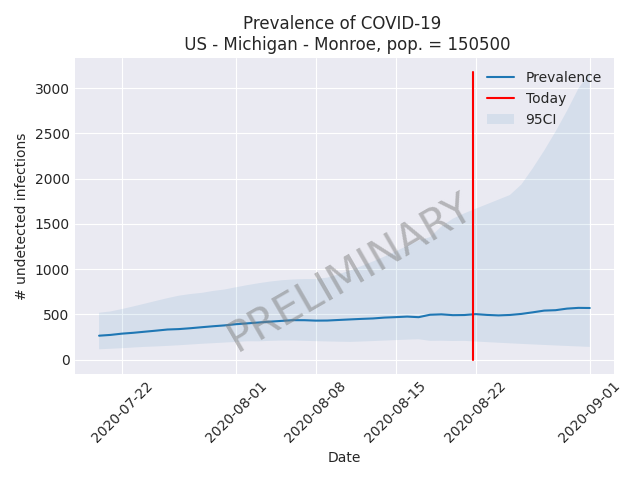 Prevalence of COVID-19
US - Michigan - Monroe, pop. = 150500
Prevalence
Today
95CI
# undetected infections
3000
2500
2000
1500
1000
500
0
PRELIMINARY
2020-07-22
2020-08-01
2020-08-08
2020-08-15
2020-08-22
2020-09-01
Date